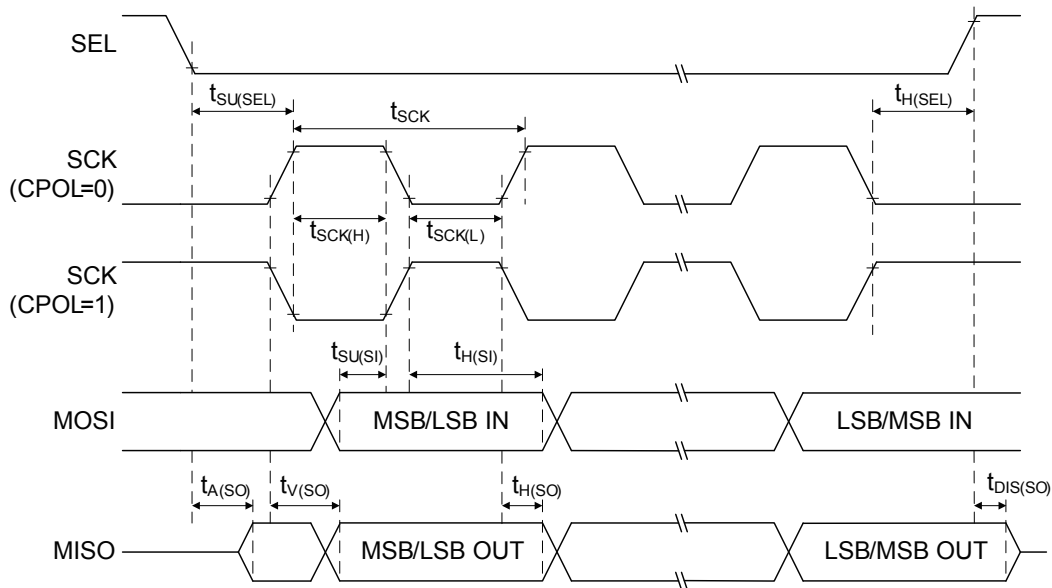 SEL
tSU(SEL)
tSCK
tH(SEL)
SCK
(CPOL=0)
tSCK(H)
tSCK(L)
SCK
(CPOL=1)
tSU(SI)
tH(SI)
MOSI
MSB/LSB IN
LSB/MSB IN
tA(SO)
tV(SO)
tH(SO)
tDIS(SO)
MISO
MSB/LSB OUT
LSB/MSB OUT